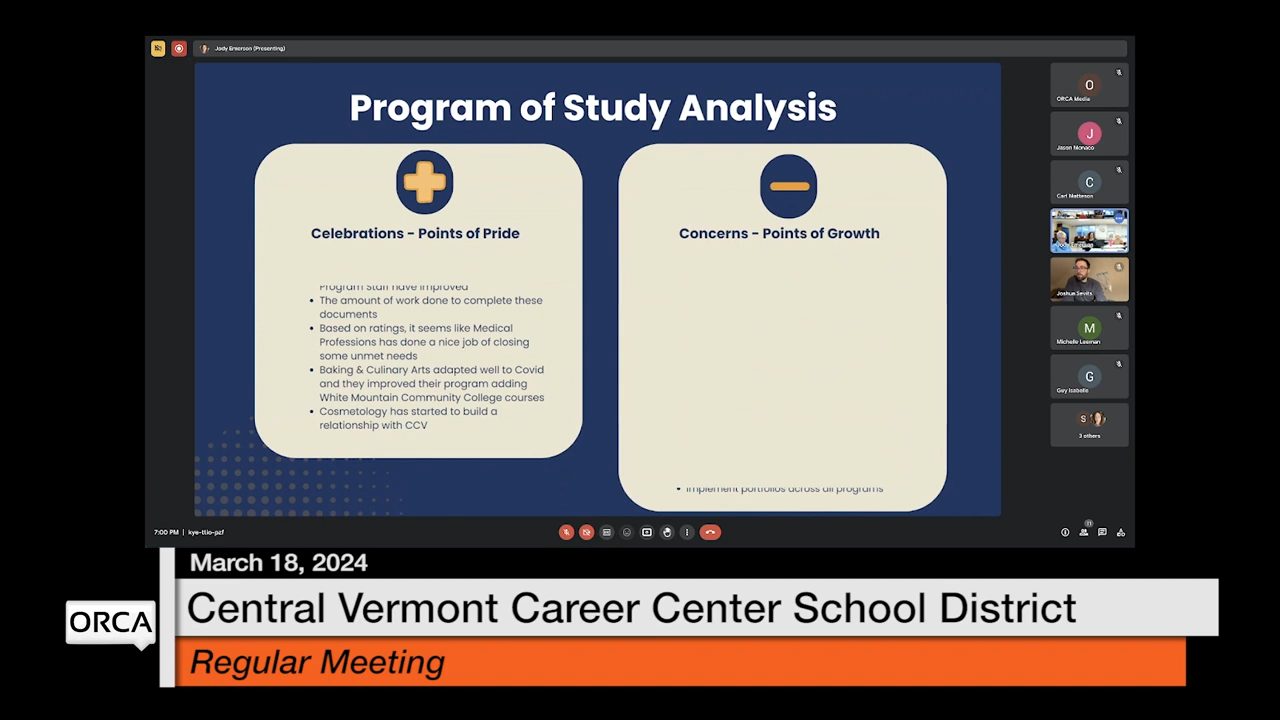 Jody Emerson (Presenting)
Program of Study Analysis
Celebrations - Points of Pride
Program Staff have improved
• The amount of work done to complete these
documents
• Based on ratings, it seems like Medical
Professions has done a nice job of closing
some unmet needs
• Baking & Culinary Arts adapted well to Covid
and they improved their program adding
White Mountain Community College courses
• Cosmetology has started to build a
relationship with CCV
Concerns - Points of Growth
• Implement portfolios across all programs
O
ORCA Media
J
Jason Monaco
C
Carl Matteson
Joshua Sevits
M
Michelle Leeman
G
Guy Isabelle
S
3 others
7:00 PM | kye-ttio-pzf
11
March 18, 2024
Central Vermont Career Center School District
ORCA
Regular Meeting